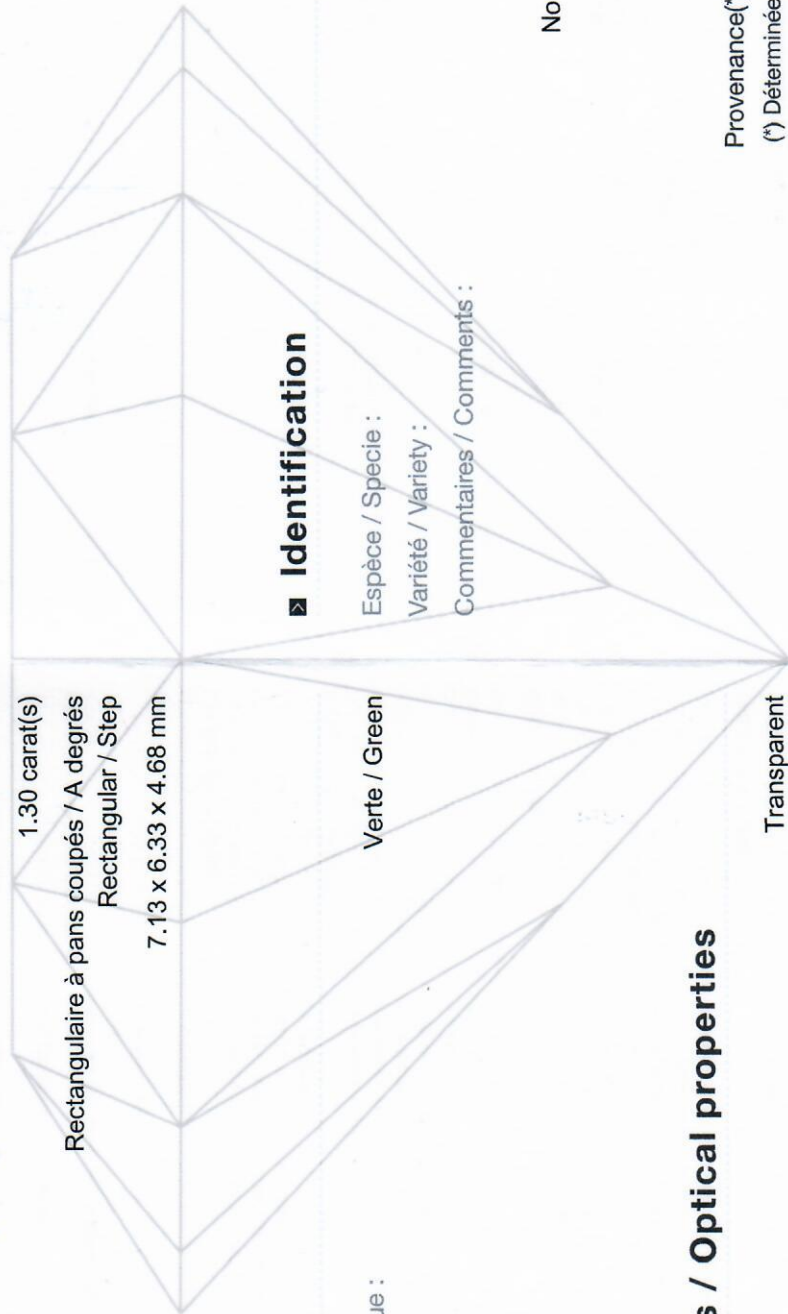 1.30 carat(s)
Rectangulaire à pans coupés / A degrés
Rectangular / Step
7.13 x 6.33 x 4.68 mm
ue :
Verte / Green
s / Optical properties
Transparent
Identification
Espèce / Specie :
Variété / Variety :
Commentaires / Comments :
No
Provenance(*
(*) Déterminée